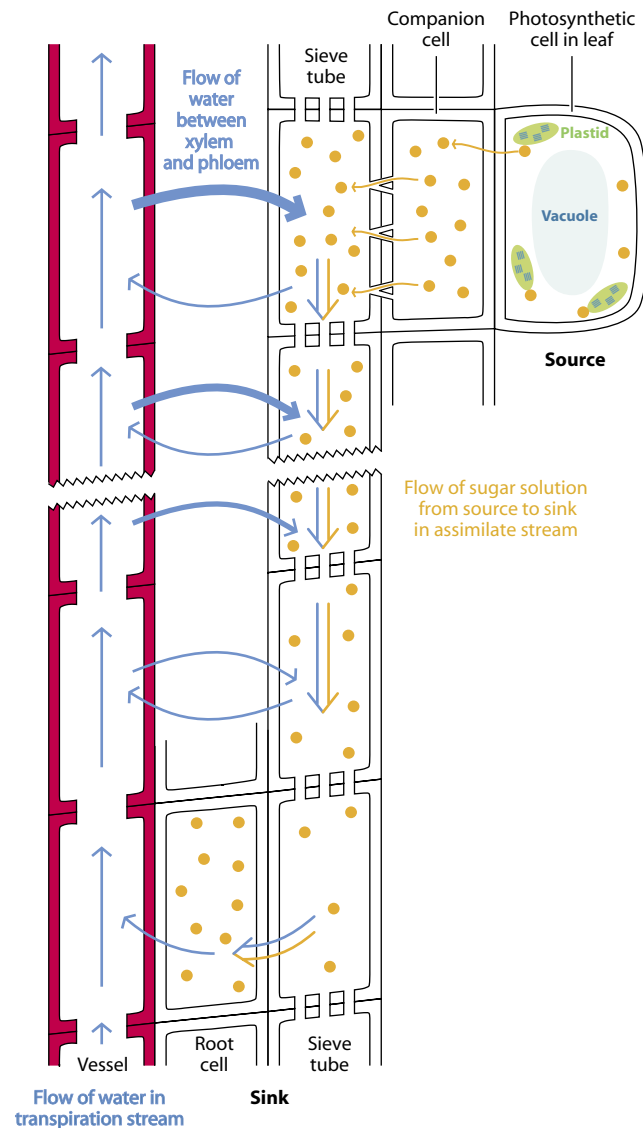 Companion
cell
Photosynthetic
cell in leaf
Sieve
tube
Flow of
water
between
xylem
and phloem
Plastid
Vacuole
Source
Flow of sugar solution
from source to sink
in assimilate stream
Vessel
Root
cell
Sieve
tube
Flow of water in
transpiration stream
Sink